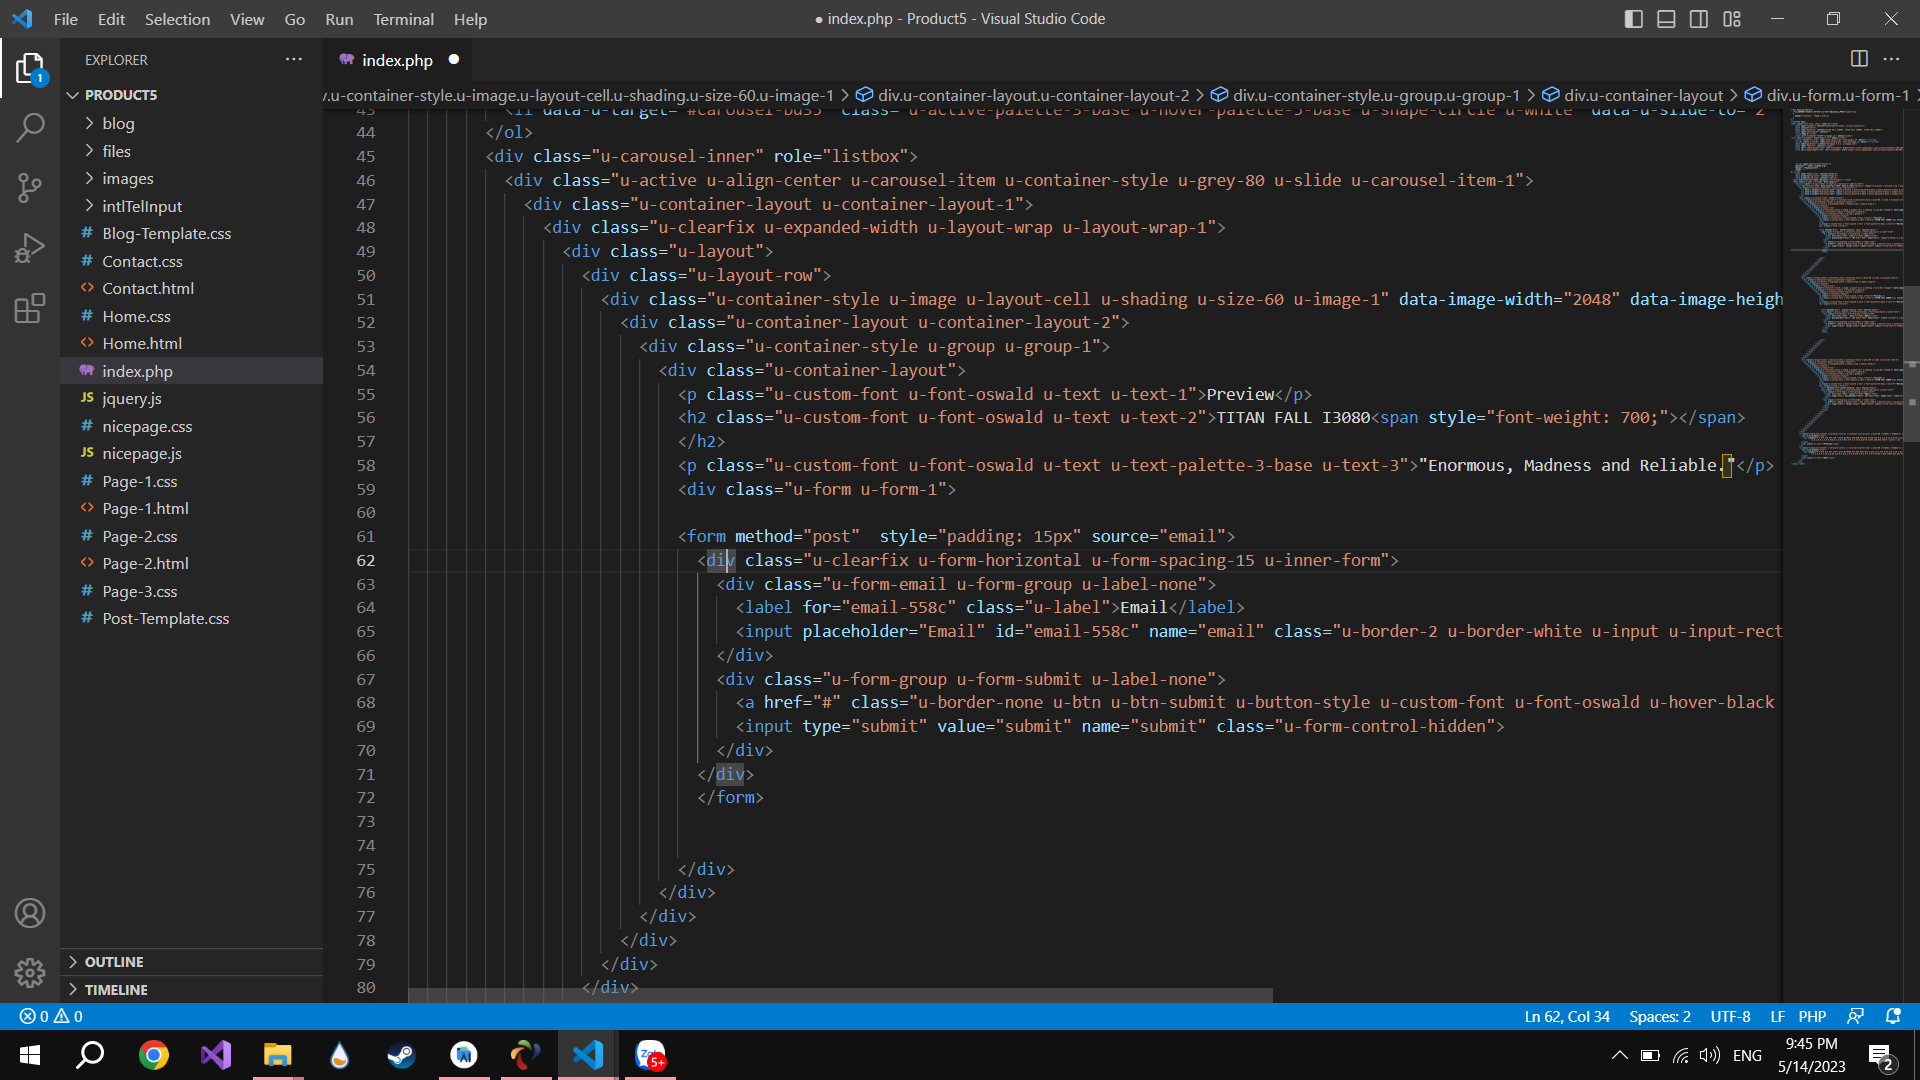 File Edit Selection View Go Run Terminal Help
● index.php - Product5 - Visual Studio Code
EXPLORER
index.php
PRODUCT5
blog
files
images
intlTelInput
# Blog-Template.css
# Contact.css
<> Contact.html
# Home.css
<> Home.html
index.php
JS jquery.js
# nicepage.css
JS nicepage.js
# Page-1.css
<> Page-1.html
# Page-2.css
<> Page-2.html
# Page-3.css
# Post-Template.css
OUTLINE
TIMELINE
1
v.u-container-style.u-image.u-layout-cell.u-shading.u-size-60.u-image-1 > div.u-container-layout.u-container-layout-2 > div.u-container-style.u-group.u-group-1 > div.u-container-layout > div.u-form.u-form-1 >
44 </ol>
45 <div class="u-carousel-inner" role="listbox">
46 <div class="u-active u-align-center u-carousel-item u-container-style u-grey-80 u-slide u-carousel-item-1">
47 <div class="u-container-layout u-container-layout-1">
48 <div class="u-clearfix u-expanded-width u-layout-wrap u-layout-wrap-1">
49 <div class="u-layout">
50 <div class="u-layout-row">
51 <div class="u-container-style u-image u-layout-cell u-shading u-size-60 u-image-1" data-image-width="2048" data-image-heigh
52 <div class="u-container-layout u-container-layout-2">
53 <div class="u-container-style u-group u-group-1">
54 <div class="u-container-layout">
55 <p class="u-custom-font u-font-oswald u-text u-text-1">Preview</p>
56 <h2 class="u-custom-font u-font-oswald u-text u-text-2">TITAN FALL I3080<span style="font-weight: 700;"></span>
57 </h2>
58 <p class="u-custom-font u-font-oswald u-text u-text-palette-3-base u-text-3">"Enormous, Madness and Reliable."</p>
59 <div class="u-form u-form-1">
60
61 <form method="post"  style="padding: 15px" source="email">
62 <div class="u-clearfix u-form-horizontal u-form-spacing-15 u-inner-form">
63 <div class="u-form-email u-form-group u-label-none">
64 <label for="email-558c" class="u-label">Email</label>
65 <input placeholder="Email" id="email-558c" name="email" class="u-border-2 u-border-white u-input u-input-rect
66 </div>
67 <div class="u-form-group u-form-submit u-label-none">
68 <a href="#" class="u-border-none u-btn u-btn-submit u-button-style u-custom-font u-font-oswald u-hover-black
69 <input type="submit" value="submit" name="submit" class="u-form-control-hidden">
70 </div>
71 </div>
72 </form>
73
74
75 </div>
76 </div>
77 </div>
78 </div>
79 </div>
80 </div>
0 0
Ln 62, Col 34 Spaces: 2 UTF-8 LF PHP
5+
ENG
9:45 PM
5/14/2023
2